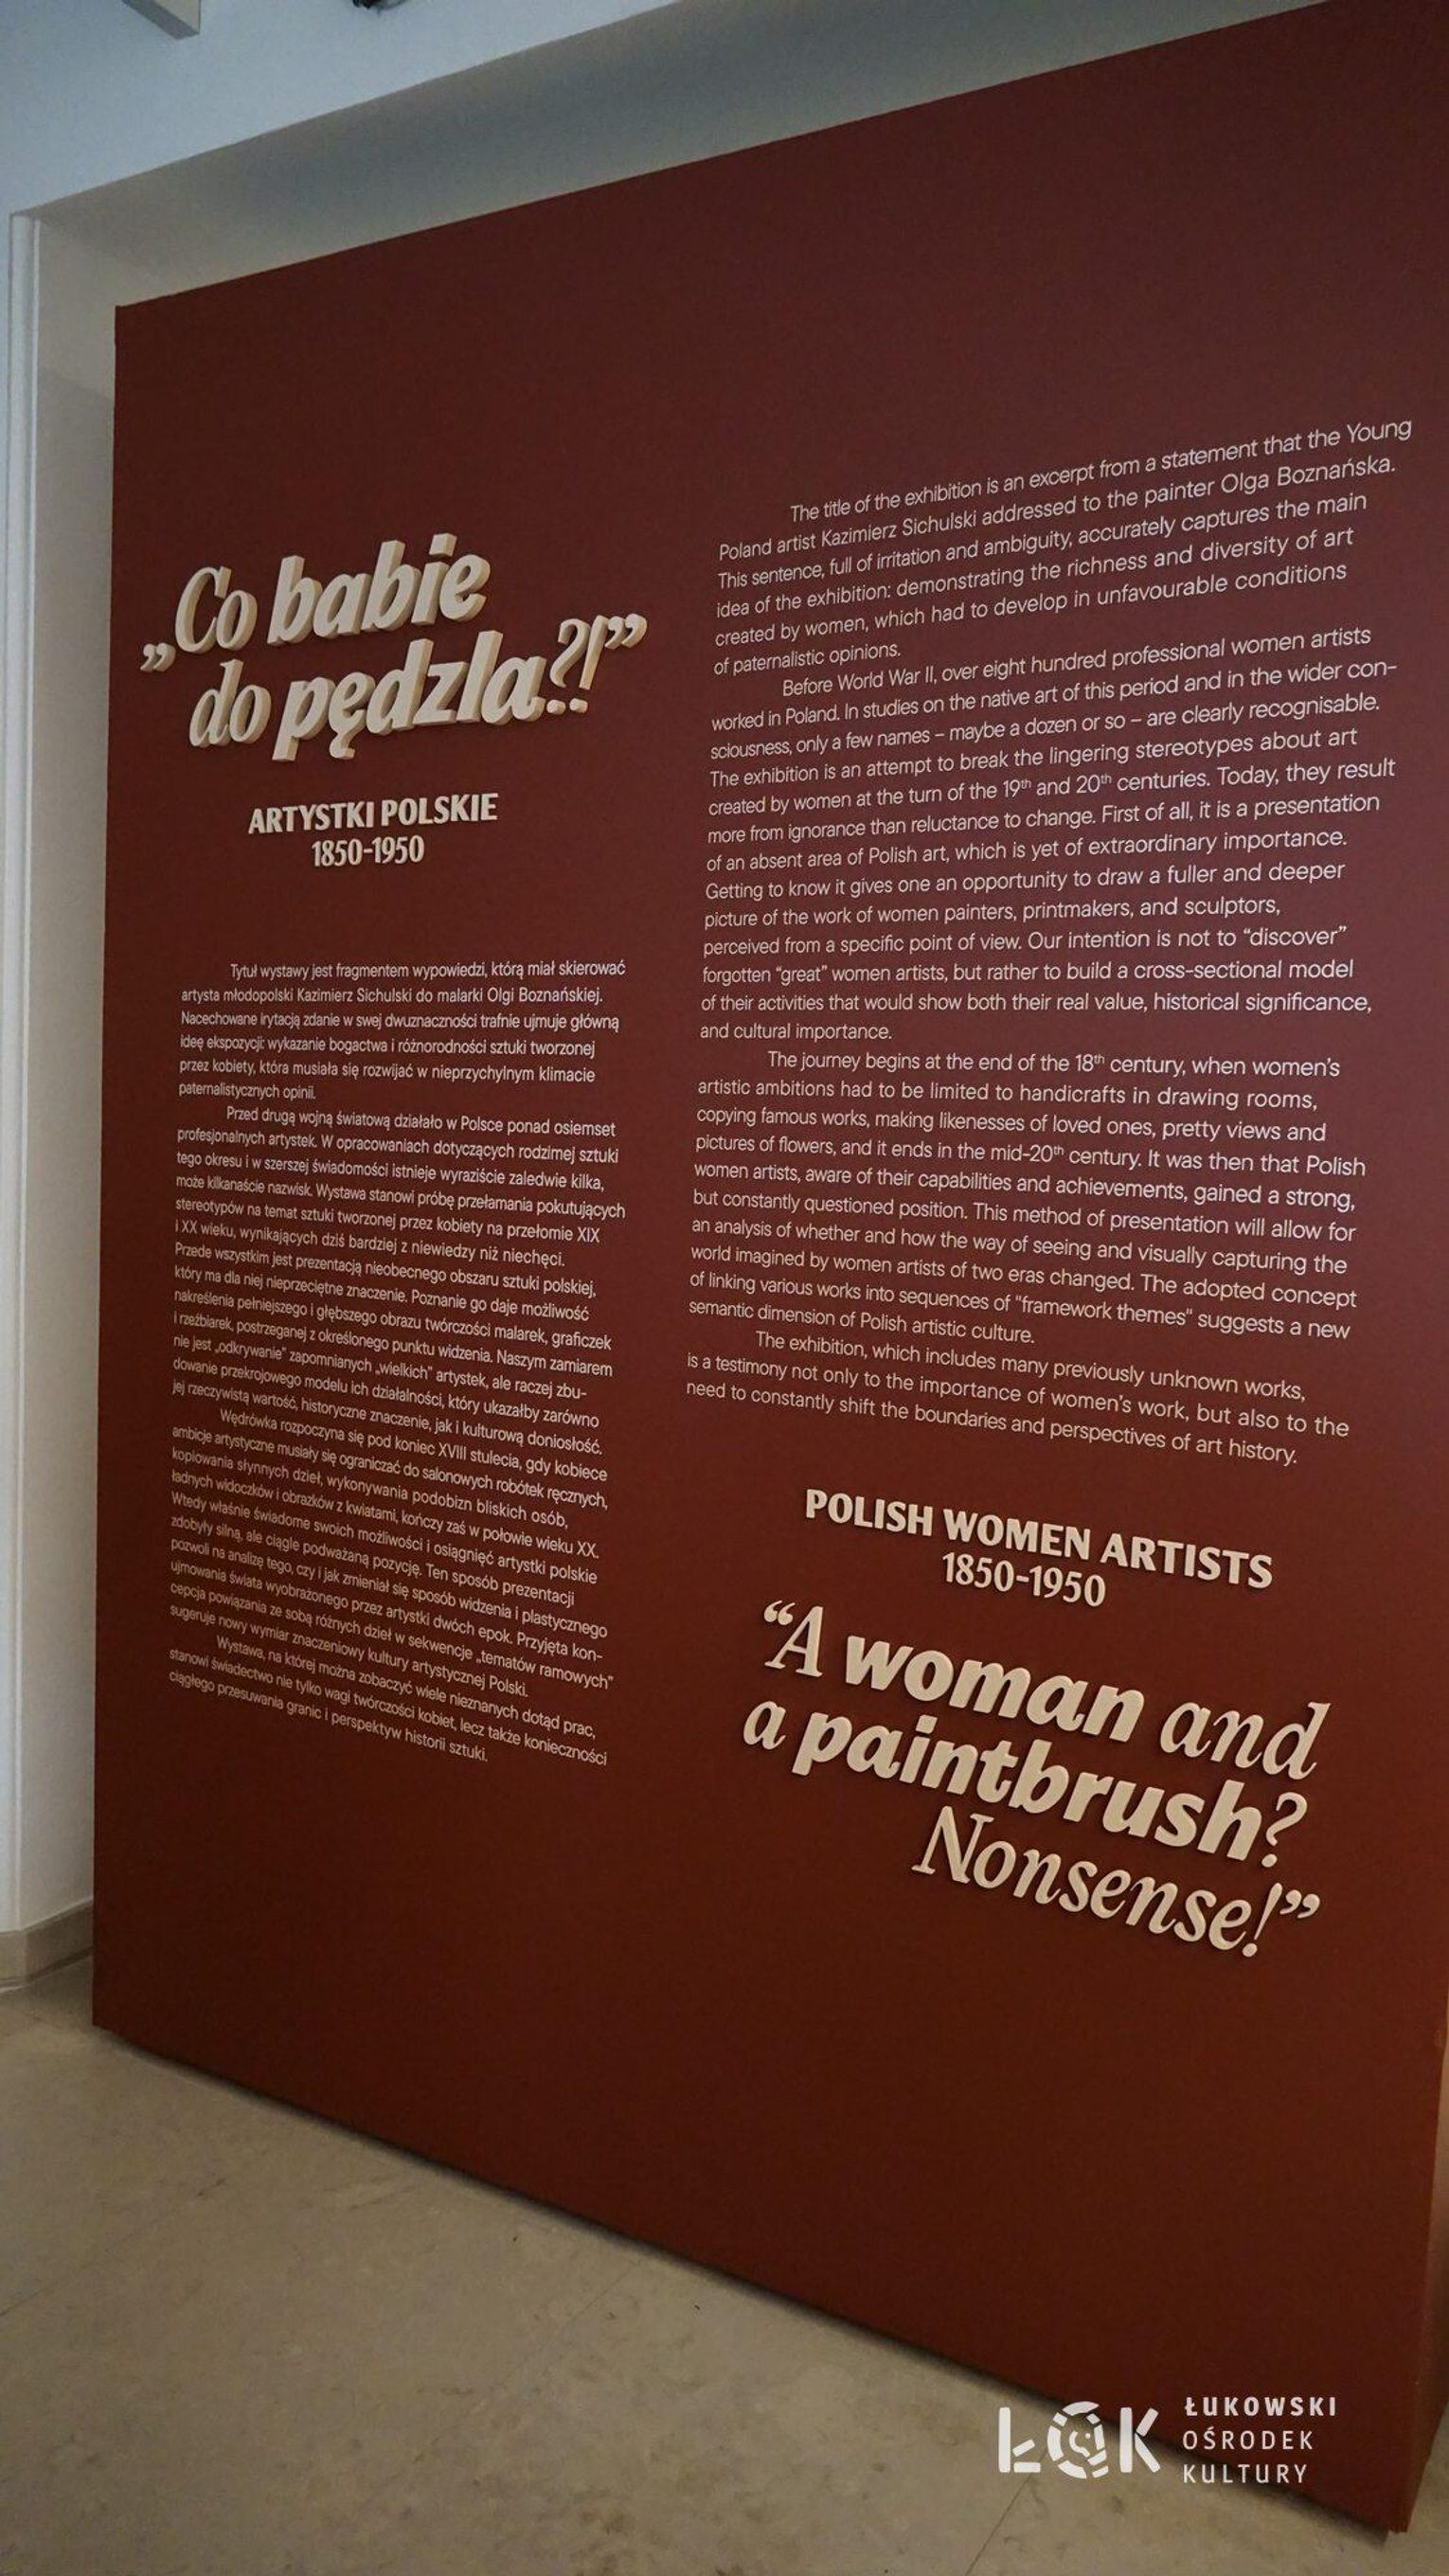 „Co babie
do pędzla?!”
ARTYSTKI POLSKIE
1850-1950
Tytuł wystawy jest fragmentem wypowiedzi, którą miał skierować
artysta młodopolski Kazimierz Sichulski do malarki Olgi Boznańskiej.
Nacechowane irytacją zdanie w swej dwuznaczności trafnie ujmuje główną
ideę ekspozycji: wykazanie bogactwa i różnorodności sztuki tworzonej
przez kobiety, która musiała się rozwijać w nieprzychylnym klimacie
paternalistycznych opinii.
Przed drugą wojną światową działało w Polsce ponad osiemset
profesjonalnych artystek. W opracowaniach dotyczących rodzimej sztuki
tego okresu i w szerszej świadomości istnieje wyraziście zaledwie kilka,
może kilkanaście nazwisk. Wystawa stanowi próbę przełamania pokutujących
stereotypów na temat sztuki tworzonej przez kobiety na przełomie XIX
i XX wieku, wynikających dziś bardziej z niewiedzy niż niechęci.
Przede wszystkim jest prezentacją nieobecnego obszaru sztuki polskiej,
który ma dla niej nieprzeciętne znaczenie. Poznanie go daje możliwość
nakreślenia pełniejszego i głębszego obrazu twórczości malarek, graficzek
i rzeźbiarek, postrzeganej z określonego punktu widzenia. Naszym zamiarem
nie jest „odkrywanie” zapomnianych „wielkich” artystek, ale raczej zbu-
dowanie przekrojowego modelu ich działalności, który ukazałby zarówno
jej rzeczywistą wartość, historyczne znaczenie, jak i kulturową doniosłość.
Wędrówka rozpoczyna się pod koniec XVIII stulecia, gdy kobiece
ambicje artystyczne musiały się ograniczać do salonowych robótek ręcznych,
kopiowania słynnych dzieł, wykonywania podobizn bliskich osób,
ładnych widoczków i obrazków z kwiatami, kończy zaś w połowie wieku XX.
Wtedy właśnie świadome swoich możliwości i osiągnięć artystki polskie
zdobyły silną, ale ciągle podważaną pozycję. Ten sposób prezentacji
pozwoli na analizę tego, czy i jak zmieniał się sposób widzenia i plastycznego
ujmowania świata wyobrażonego przez artystki dwóch epok. Przyjęta kon-
cepcja powiązania ze sobą różnych dzieł w sekwencje „tematów ramowych”
sugeruje nowy wymiar znaczeniowy kultury artystycznej Polski.
Wystawa, na której można zobaczyć wiele nieznanych dotąd prac,
stanowi świadectwo nie tylko wagi twórczości kobiet, lecz także konieczności
ciągłego przesuwania granic i perspektyw historii sztuki.
The title of the exhibition is an excerpt from a statement that the Young
Poland artist Kazimierz Sichulski addressed to the painter Olga Boznańska.
This sentence, full of irritation and ambiguity, accurately captures the main
idea of the exhibition: demonstrating the richness and diversity of art
created by women, which had to develop in unfavourable conditions
of paternalistic opinions.
Before World War II, over eight hundred professional women artists
worked in Poland. In studies on the native art of this period and in the wider con-
sciousness, only a few names – maybe a dozen or so – are clearly recognisable.
The exhibition is an attempt to break the lingering stereotypes about art
created by women at the turn of the 19th and 20th centuries. Today, they result
more from ignorance than reluctance to change. First of all, it is a presentation
of an absent area of Polish art, which is yet of extraordinary importance.
Getting to know it gives one an opportunity to draw a fuller and deeper
picture of the work of women painters, printmakers, and sculptors,
perceived from a specific point of view. Our intention is not to “discover”
forgotten “great” women artists, but rather to build a cross-sectional model
of their activities that would show both their real value, historical significance,
and cultural importance.
The journey begins at the end of the 18th century, when women’s
artistic ambitions had to be limited to handicrafts in drawing rooms,
copying famous works, making likenesses of loved ones, pretty views and
pictures of flowers, and it ends in the mid-20th century. It was then that Polish
women artists, aware of their capabilities and achievements, gained a strong,
but constantly questioned position. This method of presentation will allow for
an analysis of whether and how the way of seeing and visually capturing the
world imagined by women artists of two eras changed. The adopted concept
of linking various works into sequences of "framework themes" suggests a new
semantic dimension of Polish artistic culture.
The exhibition, which includes many previously unknown works,
is a testimony not only to the importance of women’s work, but also to the
need to constantly shift the boundaries and perspectives of art history.
POLISH WOMEN ARTISTS
1850-1950
“A woman and
a paintbrush?
Nonsense!”
ŁOK
ŁUKOWSKI
OŚRODEK
KULTURY